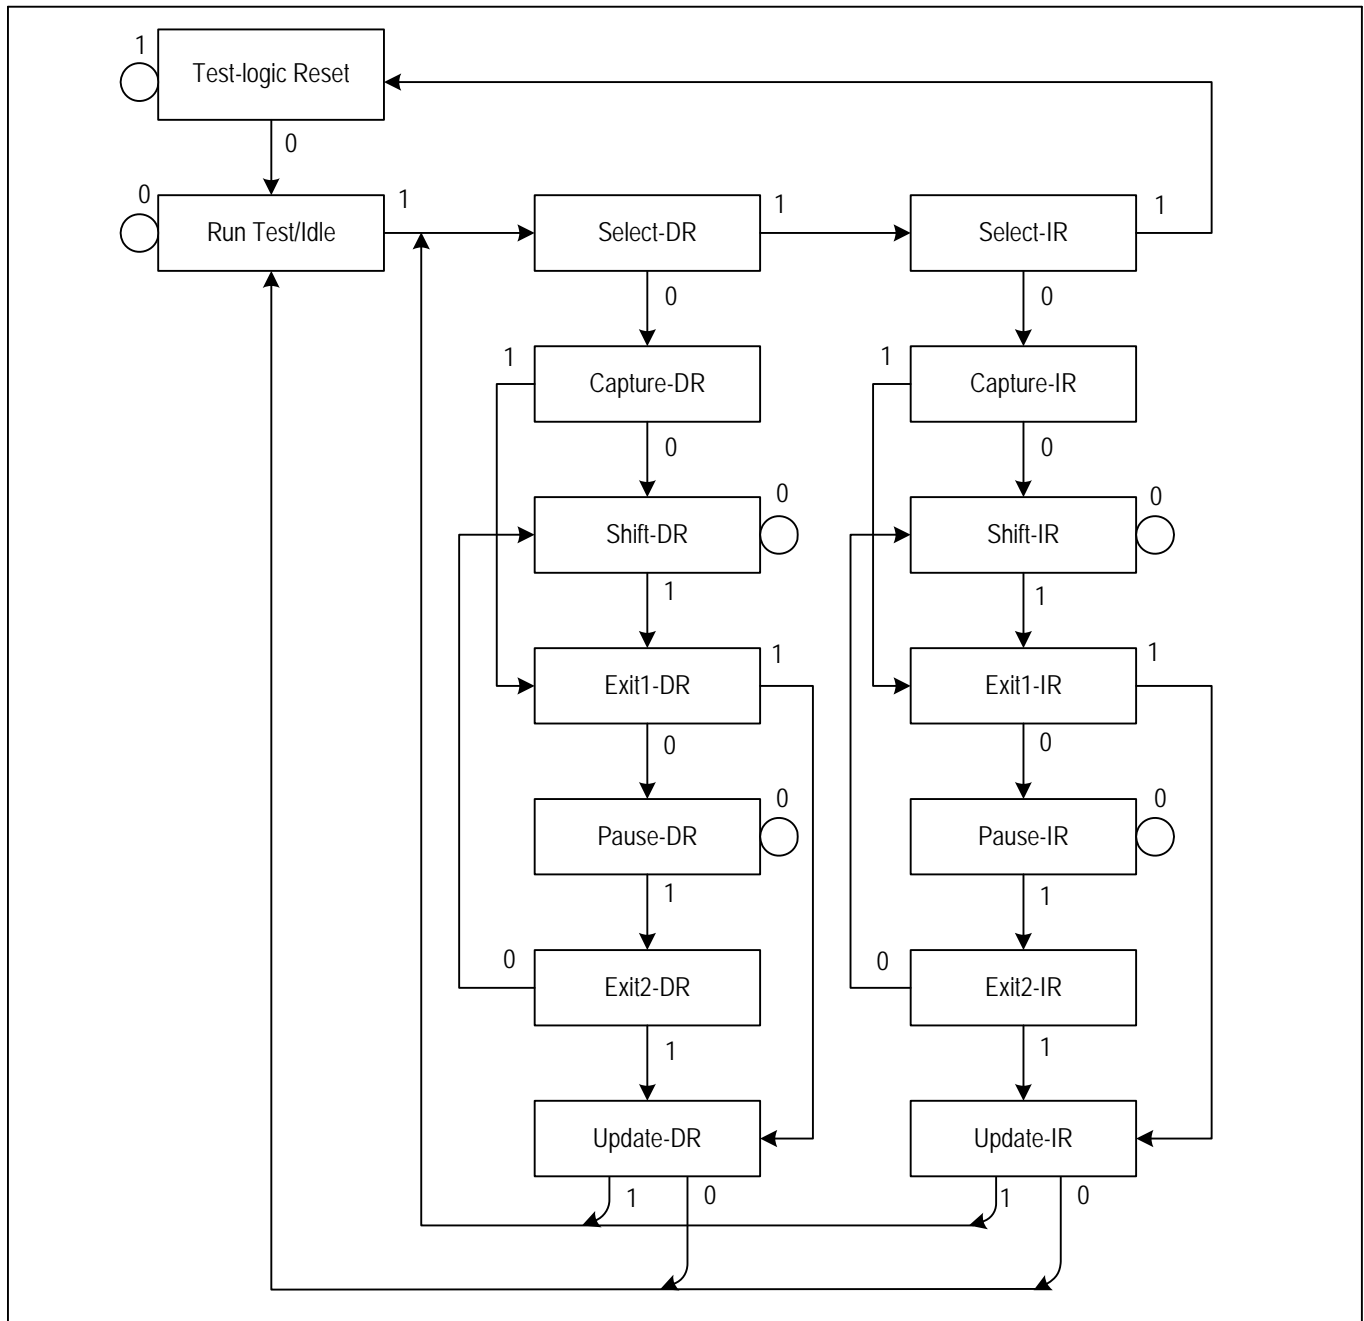 1
Test-logic Reset
0
0
Run Test/Idle
1
Select-DR
1
Select-IR
1
0
0
1
Capture-DR
1
Capture-IR
0
0
Shift-DR
0
Shift-IR
0
1
1
Exit1-DR
1
Exit1-IR
1
0
0
Pause-DR
0
Pause-IR
0
1
1
0
Exit2-DR
0
Exit2-IR
1
1
Update-DR
Update-IR
1
0
1
0